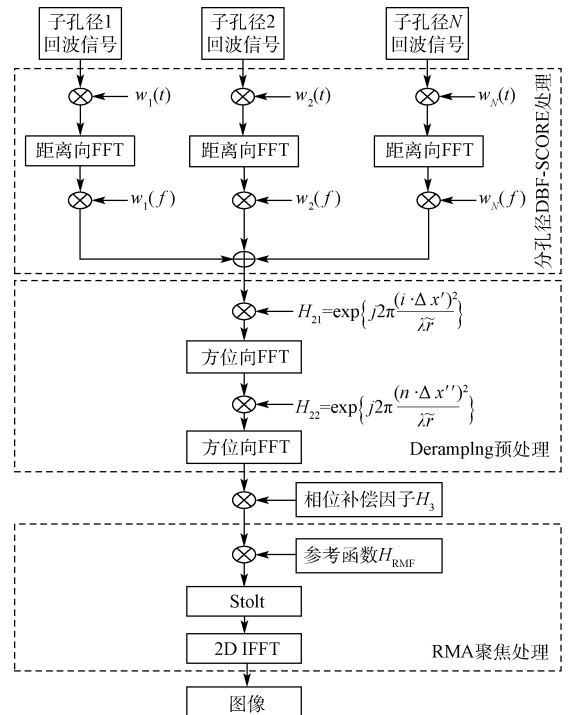 子孔径1
回波信号
子孔径2
回波信号
子孔径N
回波信号
w₁(t)
w₂(t)
w_N(t)
距离向FFT
距离向FFT
距离向FFT
w₁(f)
w₂(f)
w_N(f)
分孔径DBF-SCORE处理
H₂₁=exp{j2π(i·Δx′)²/λr̃}
方位向FFT
H₂₂=exp{j2π(n·Δx′′)²/λr̃}
方位向FFT
Deramplng预处理
相位补偿因子H₃
参考函数H_RMF
Stolt
2D IFFT
RMA聚焦处理
图像